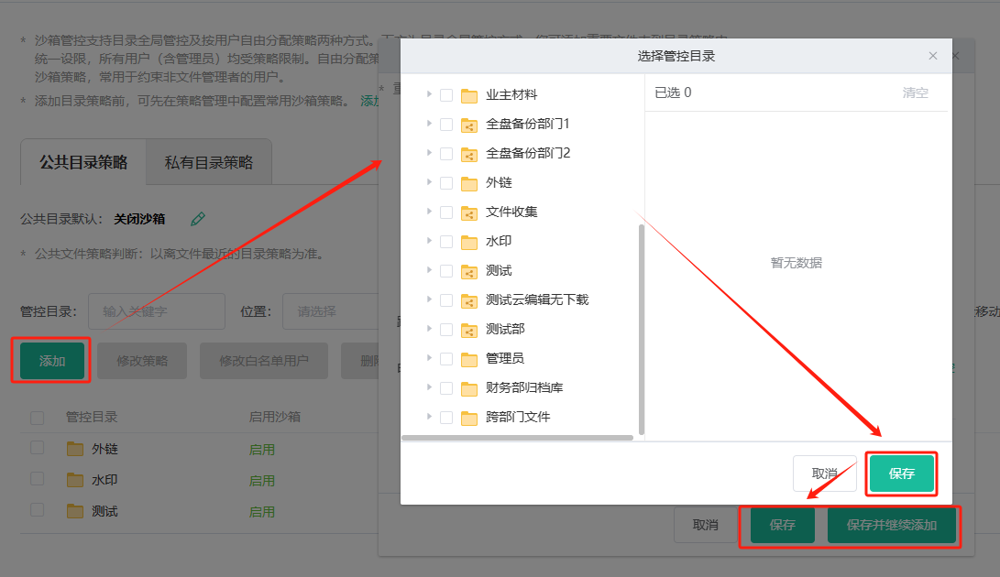 * 沙箱管控支持目录全局管控及按用户自由分配策略两种方式。
统一设限，所有用户（含管理员）均受策略限制。自由分配策
沙箱策略，常用于约束非文件管理者的用户。
* 添加目录策略前，可先在策略管理中配置常用沙箱策略。 添加
公共目录策略 私有目录策略
公共目录默认： 关闭沙箱
* 公共文件策略判断：以离文件最近的目录策略为准。
管控目录： 输入关键字 位置： 请选择
添加 修改策略 修改白名单用户 删除
管控目录 启用沙箱
外链 启用
水印 启用
测试 启用
选择管控目录
业主材料
全盘备份部门1
全盘备份部门2
外链
文件收集
水印
测试
测试云编辑无下载
测试部
管理员
财务部归档库
跨部门文件
已选 0 清空
暂无数据
取消 保存
取消 保存 保存并继续添加
移动